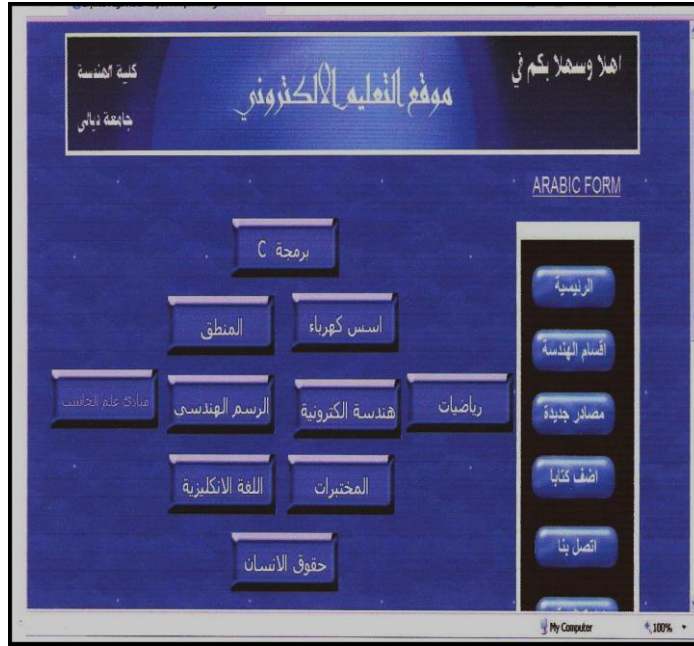 اهلا وسهلا بكم في
موقع التعليم الالكتروني
كلية الهندسة
جامعة ديالى
ARABIC FORM
برمجة C
اسس كهرباء
المنطق
رياضيات
هندسة الكترونية
الرسم الهندسي
مبادئ علم الحاسب
المختبرات
اللغة الانكليزية
حقوق الانسان
الرئيسية
اقسام الهندسة
مصادر جديدة
اضف كتابا
اتصل بنا
My Computer
100%